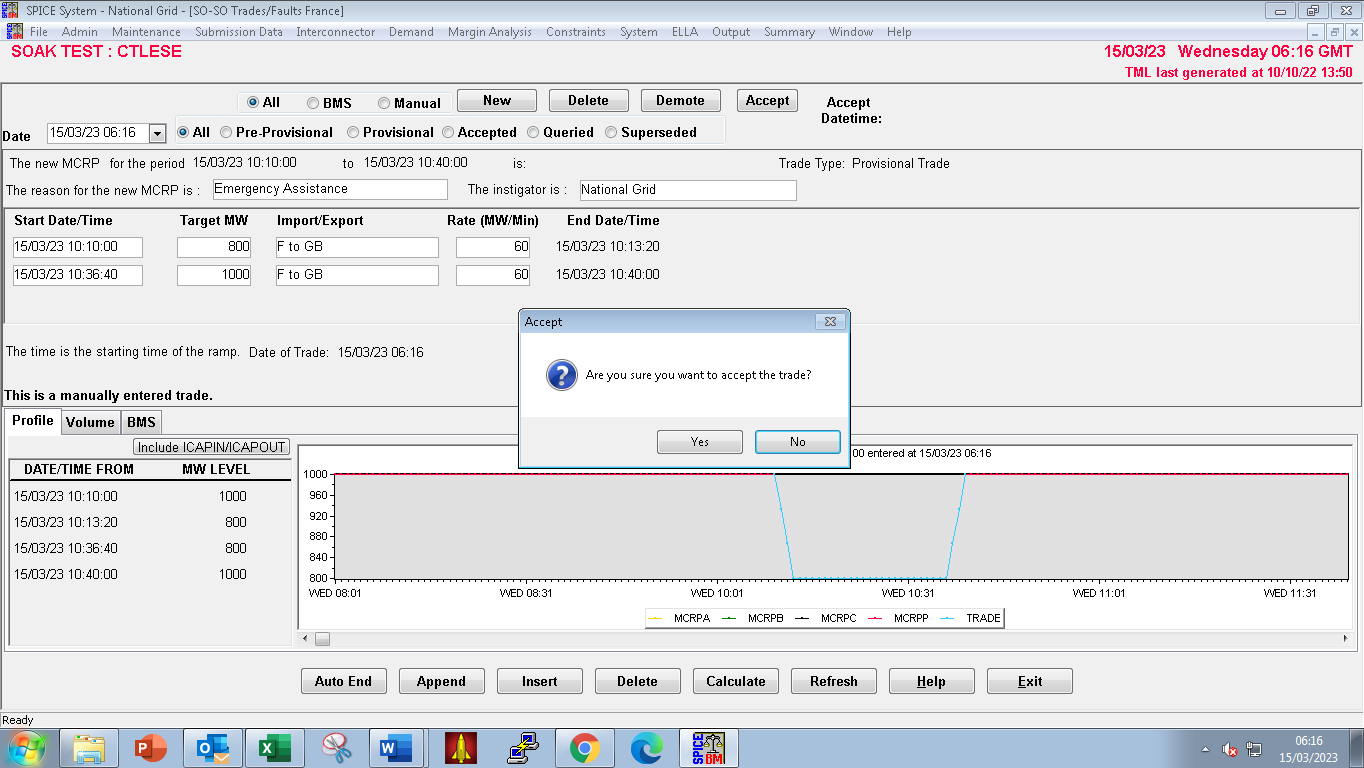 SPICE System - National Grid - [SO-SO Trades/Faults France]
File Admin Maintenance Submission Data Interconnector Demand Margin Analysis Constraints System ELLA Output Summary Window Help
SOAK TEST : CTLESE 15/03/23 Wednesday 06:16 GMT
TML last generated at 10/10/22 13:50
All BMS Manual New Delete Demote Accept Accept Datetime:
Date 15/03/23 06:16 All Pre-Provisional Provisional Accepted Queried Superseded
The new MCRP for the period 15/03/23 10:10:00 to 15/03/23 10:40:00 is: Trade Type: Provisional Trade
The reason for the new MCRP is : Emergency Assistance The instigator is : National Grid
Start Date/Time Target MW Import/Export Rate (MW/Min) End Date/Time
15/03/23 10:10:00 800 F to GB 60 15/03/23 10:13:20
15/03/23 10:36:40 1000 F to GB 60 15/03/23 10:40:00
Accept
Are you sure you want to accept the trade?
Yes No
The time is the starting time of the ramp. Date of Trade: 15/03/23 06:16
This is a manually entered trade.
Profile Volume BMS
Include ICAPIN/ICAPOUT
DATE/TIME FROM MW LEVEL
15/03/23 10:10:00 1000
15/03/23 10:13:20 800
15/03/23 10:36:40 800
15/03/23 10:40:00 1000
00 entered at 15/03/23 06:16
1000
960
920
880
840
800
WED 08:01 WED 08:31 WED 10:01 WED 10:31 WED 11:01 WED 11:31
MCRPA MCRPB MCRPC MCRPP TRADE
Auto End Append Insert Delete Calculate Refresh Help Exit
Ready
SPICE BMI
06:16
15/03/2023